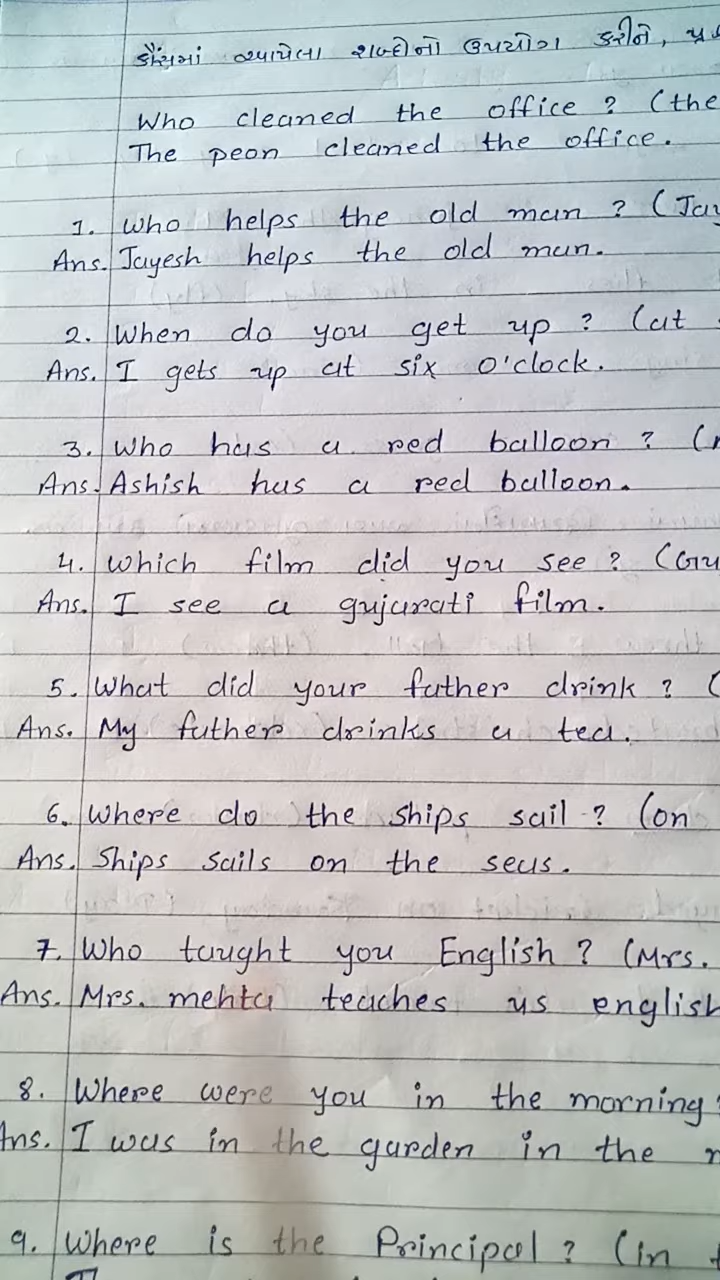 કૌંસમાં આપેલા શબ્દોનો ઉપયોગ કરીને,
Who cleaned the office ? (the
The peon cleaned the office.
1. Who helps the old man ? (Jay
Ans. Jayesh helps the old man.
2. When do you get up ? (at
Ans. I gets up at six o'clock.
3. Who has a red balloon ? (
Ans. Ashish has a red balloon.
4. Which film did you see ? (Gu
Ans. I see a gujarati film.
5. What did your father drink ? (
Ans. My father drinks a tea.
6. Where do the ships sail ? (on
Ans. Ships sails on the seas.
7. Who taught you English ? (Mrs.
Ans. Mrs. mehta teaches us english
8. Where were you in the morning ?
Ans. I was in the garden in the
9. Where is the Principal ? (in